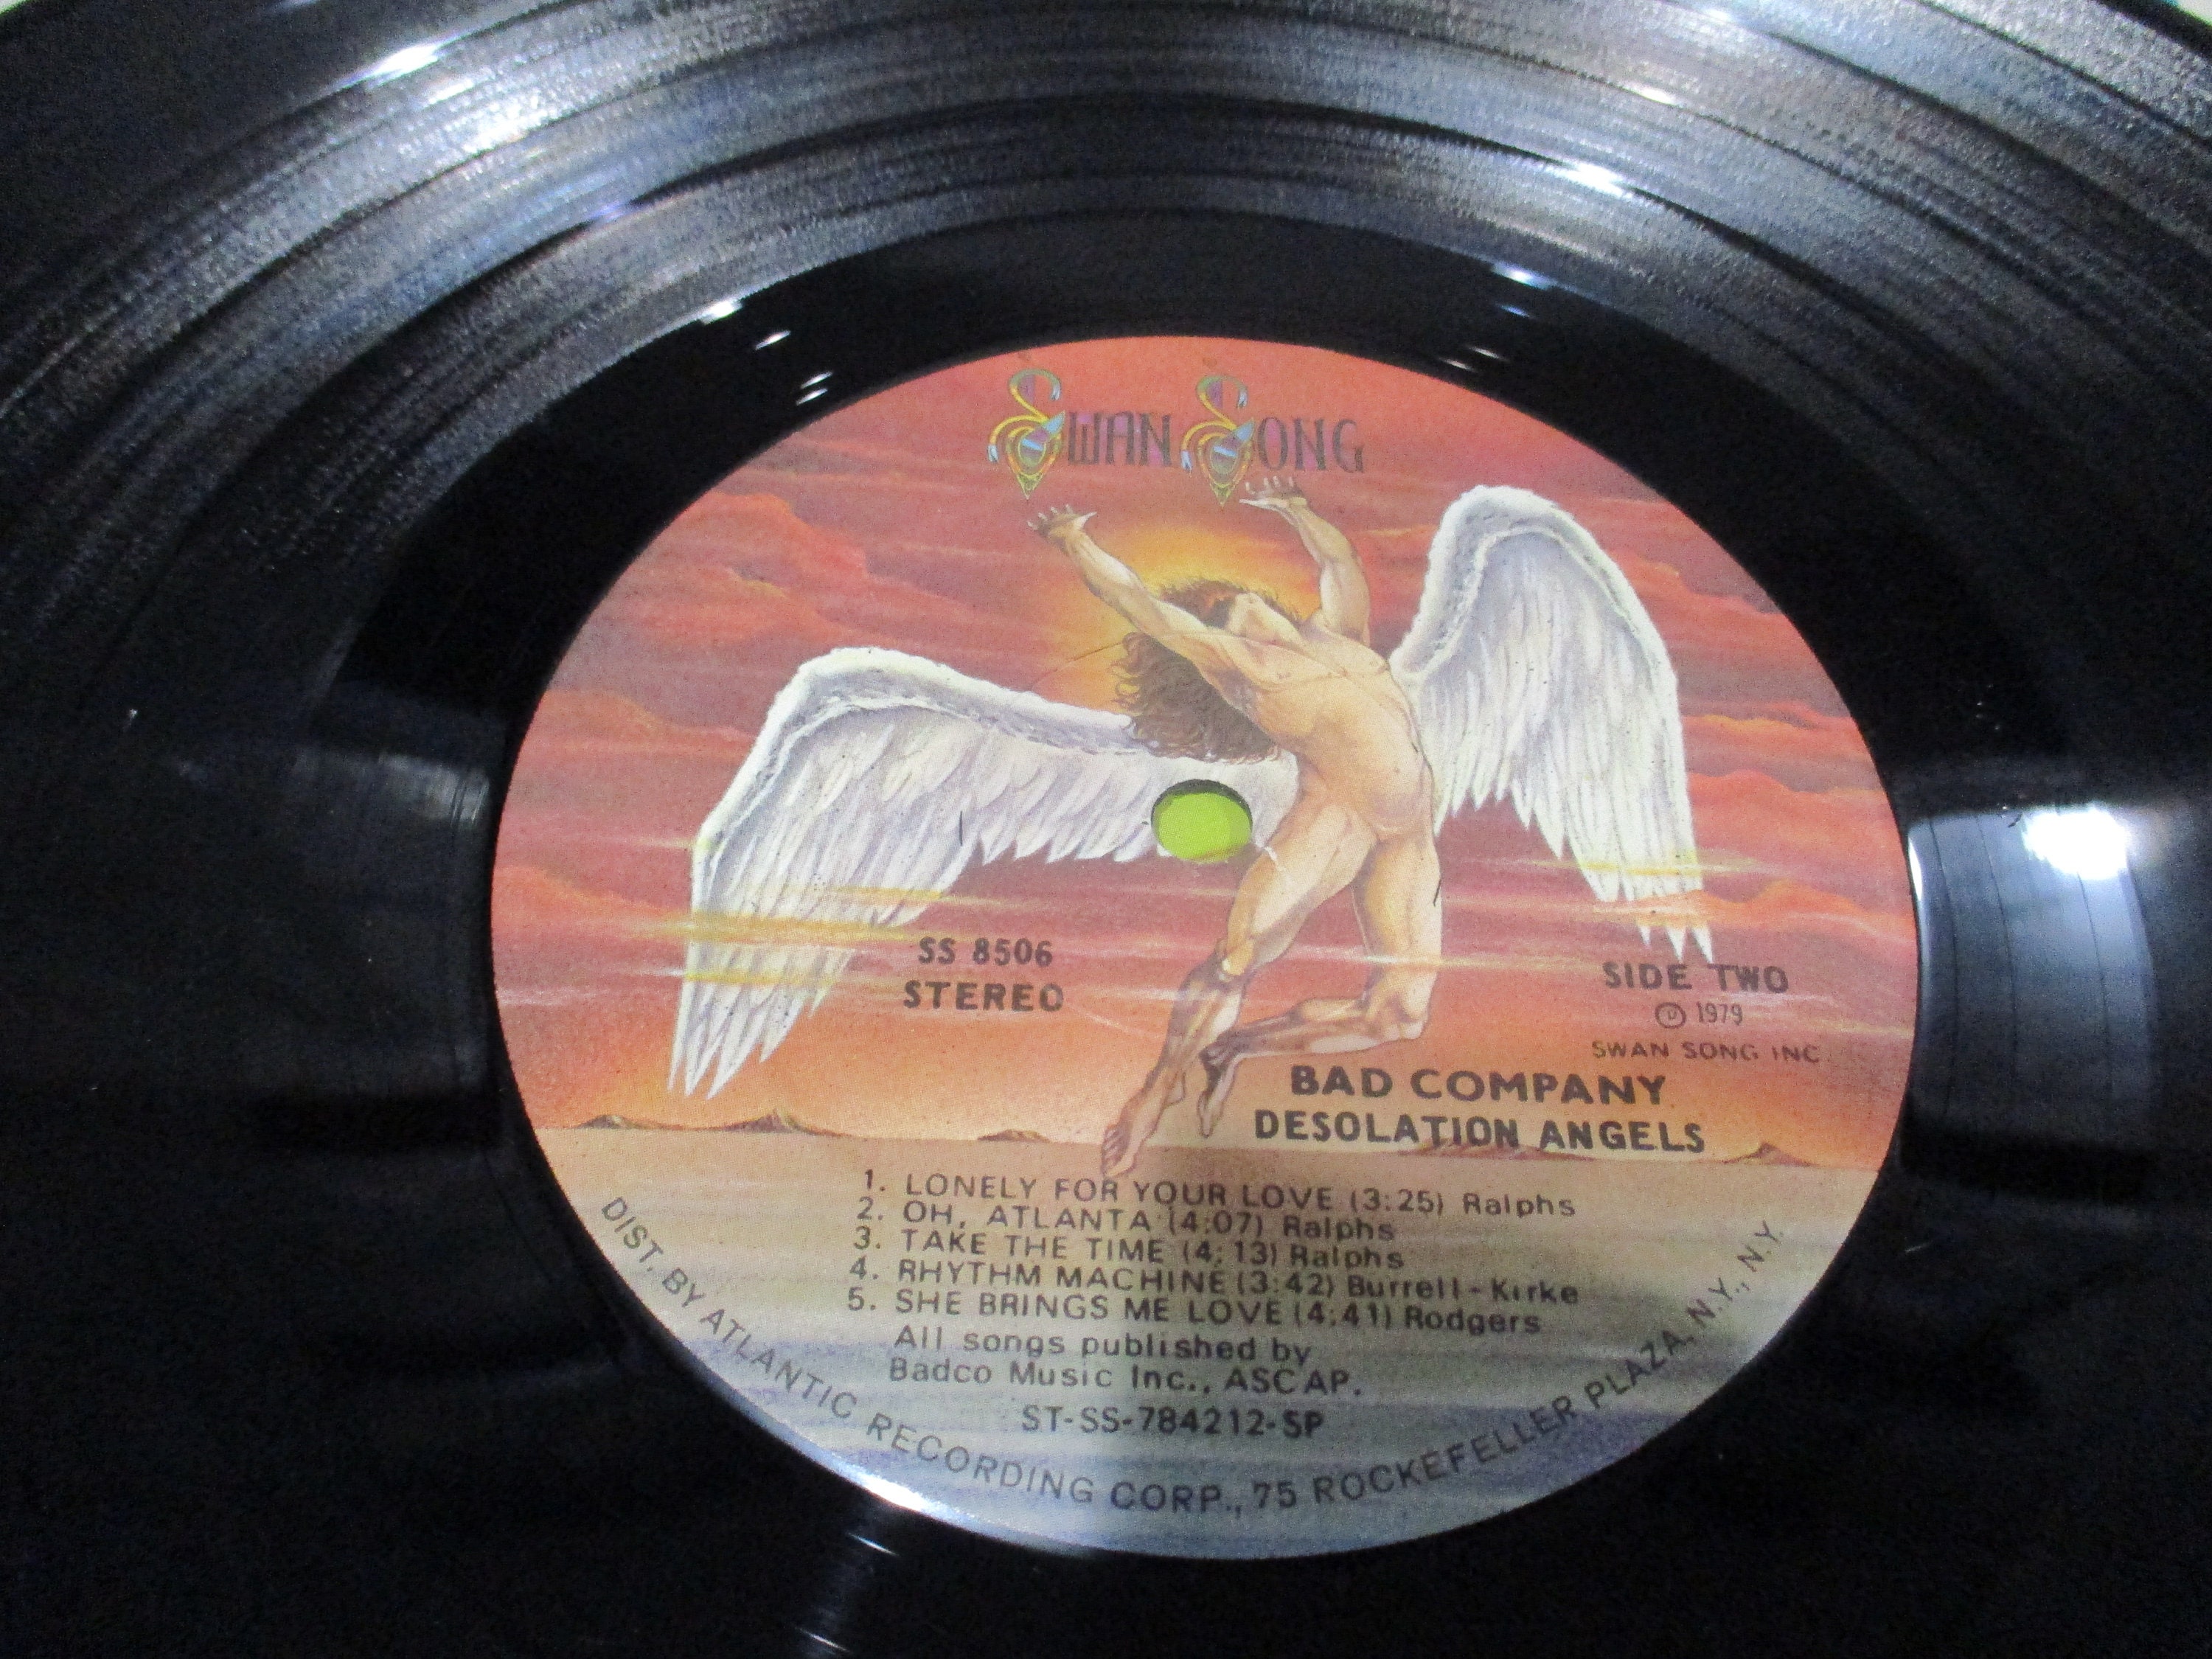 SWAN SONG
SS 8506
STEREO
SIDE TWO
Ⓟ 1979
SWAN SONG INC.
BAD COMPANY
DESOLATION ANGELS
1. LONELY FOR YOUR LOVE (3:25) Ralphs
2. OH, ATLANTA (4:07) Ralphs
3. TAKE THE TIME (4:13) Ralphs
4. RHYTHM MACHINE (3:42) Burrell-Kirke
5. SHE BRINGS ME LOVE (4:41) Rodgers
All songs published by
Badco Music Inc., ASCAP.
ST-SS-784212-SP
DIST. BY ATLANTIC RECORDING CORP., 75 ROCKEFELLER PLAZA, N.Y., N.Y.